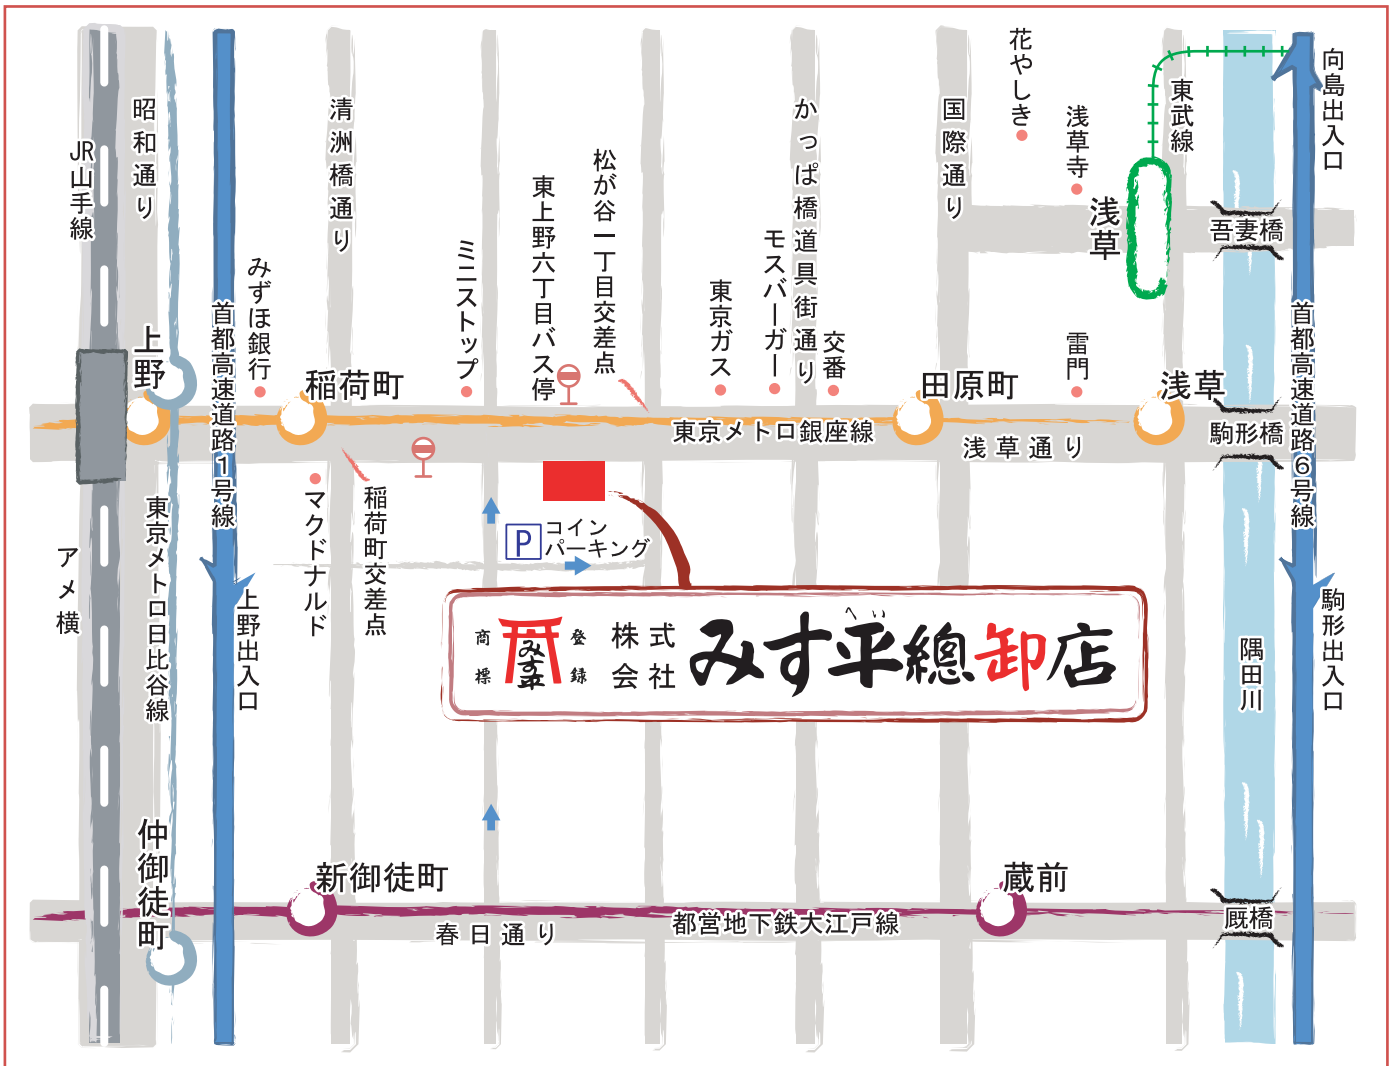 JR山手線
昭和通り
清洲橋通り
かっぱ橋道具街通り
国際通り
花やしき
浅草寺
東武線
向島出入口
浅草
吾妻橋
松が谷一丁目交差点
東上野六丁目バス停
ミニストップ
みずほ銀行
東京ガス
モスバーガー
交番
雷門
上野
首都高速道路1号線
首都高速道路6号線
稲荷町
田原町
浅草
東京メトロ銀座線
浅草通り
駒形橋
マクドナルド
稲荷町交差点
東京メトロ日比谷線
アメ横
P
コイン
パーキング
上野出入口
駒形出入口
隅田川
商標
みす平
登録
株式
会社
みす平總卸店
へい
仲御徒町
新御徒町
蔵前
春日通り
都営地下鉄大江戸線
厩橋